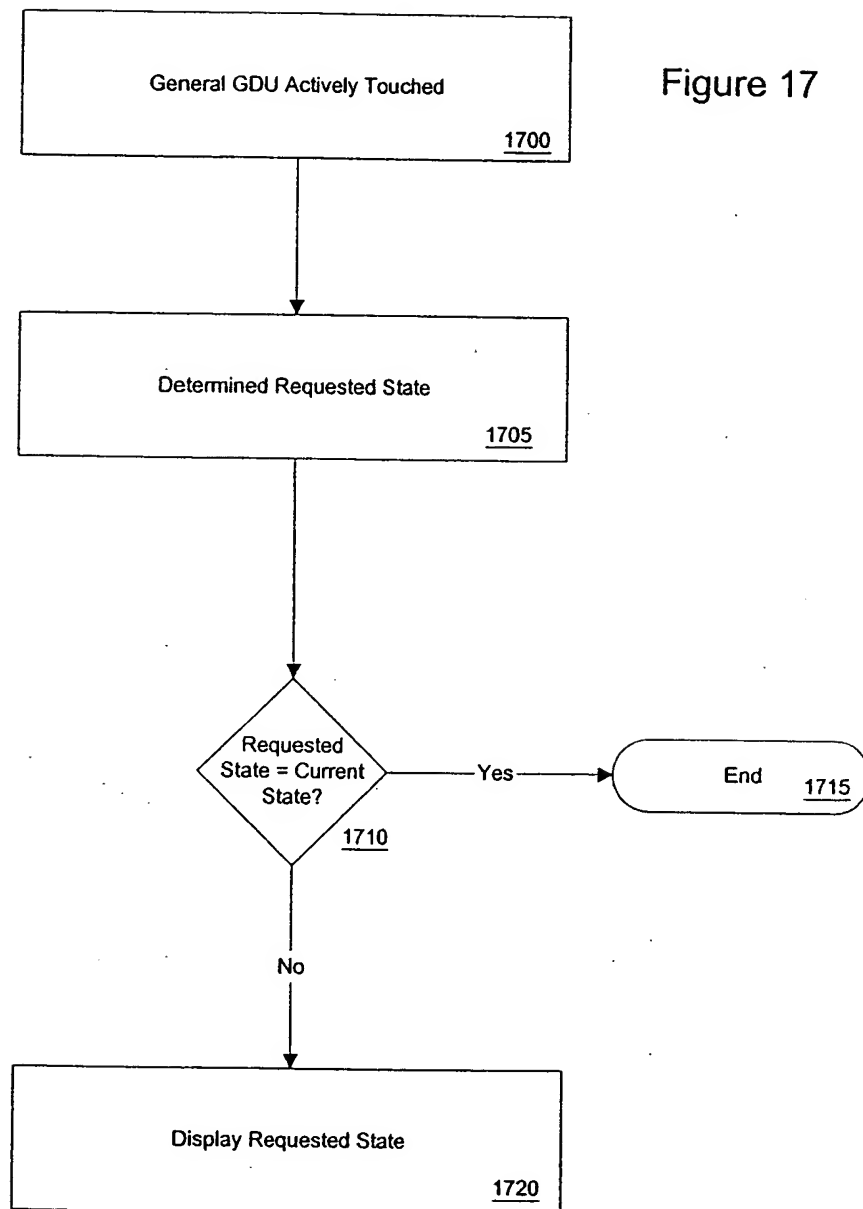 Figure 17
General GDU Actively Touched
1700
Determined Requested State
1705
Requested
State = Current
State?
1710
Yes
End
1715
No
Display Requested State
1720